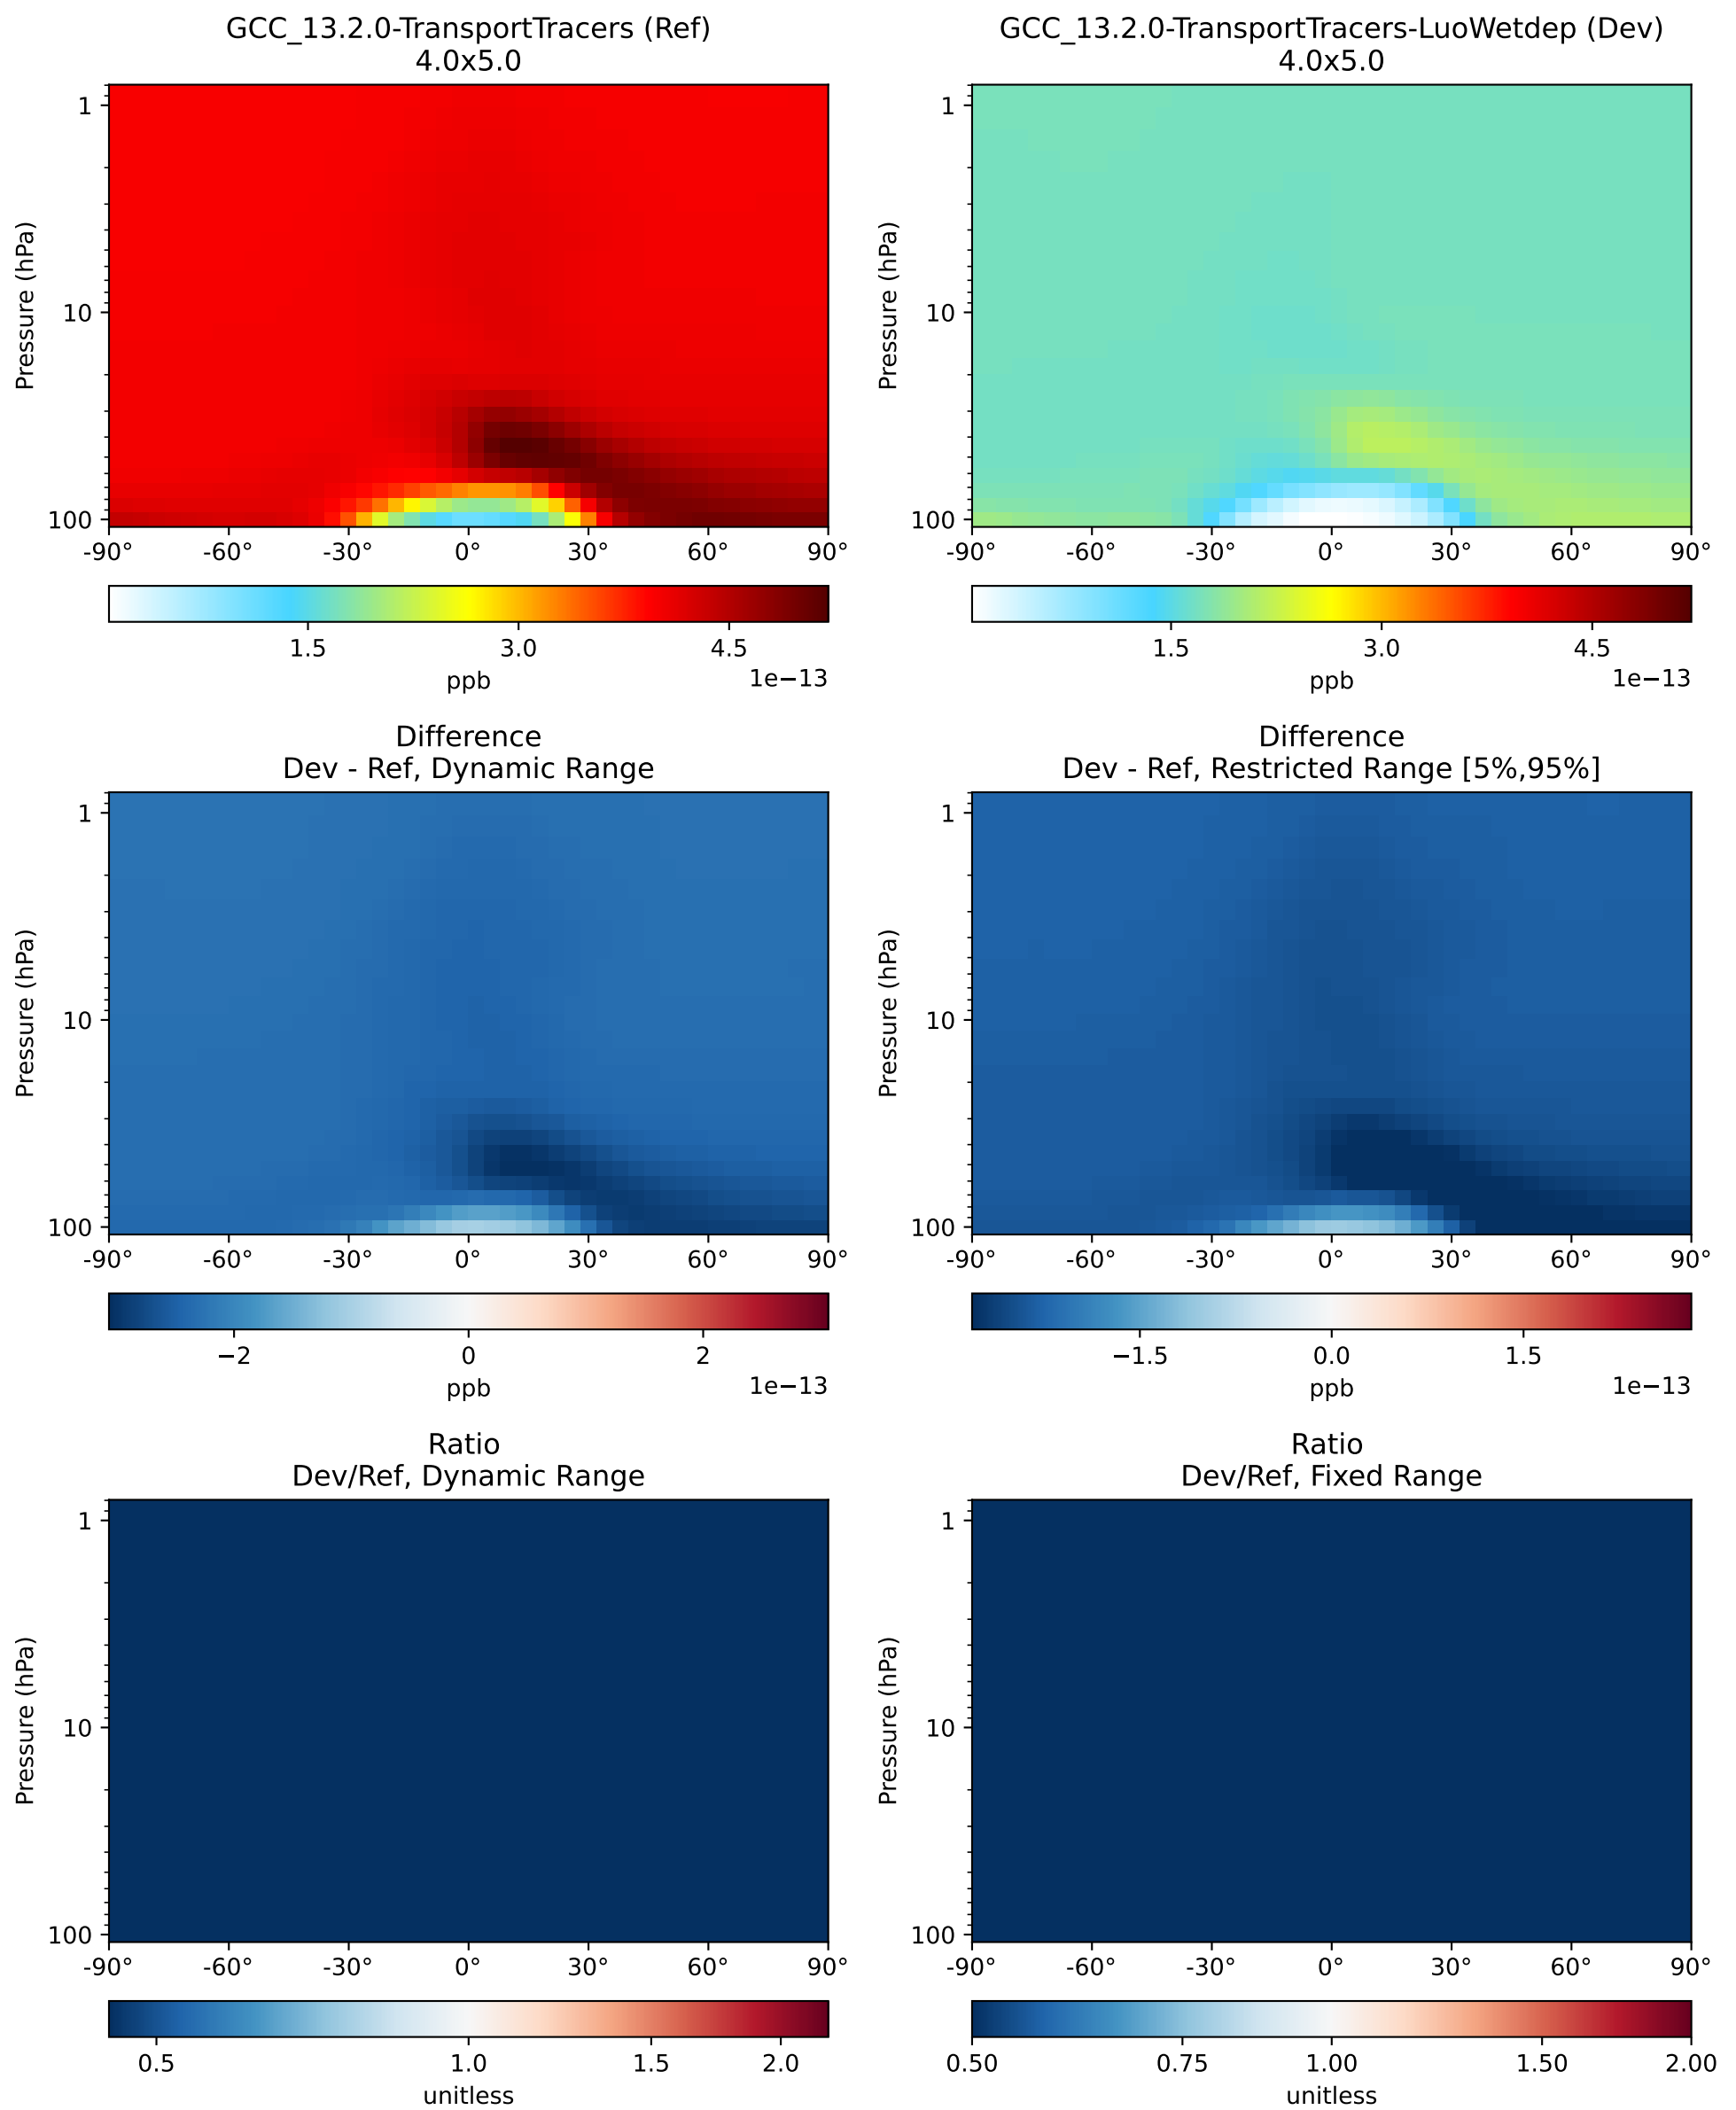 GCC_13.2.0-TransportTracers (Ref)
4.0x5.0
GCC_13.2.0-TransportTracers-LuoWetdep (Dev)
4.0x5.0
Pressure (hPa)
1
10
100
-90° -60° -30° 0° 30° 60° 90°
1.5 3.0 4.5
1e−13
ppb
Pressure (hPa)
1
10
100
-90° -60° -30° 0° 30° 60° 90°
1.5 3.0 4.5
1e−13
ppb
Difference
Dev - Ref, Dynamic Range
Difference
Dev - Ref, Restricted Range [5%,95%]
Pressure (hPa)
1
10
100
-90° -60° -30° 0° 30° 60° 90°
−2 0 2
1e−13
ppb
Pressure (hPa)
1
10
100
-90° -60° -30° 0° 30° 60° 90°
−1.5 0.0 1.5
1e−13
ppb
Ratio
Dev/Ref, Dynamic Range
Ratio
Dev/Ref, Fixed Range
Pressure (hPa)
1
10
100
-90° -60° -30° 0° 30° 60° 90°
0.5 1.0 1.5 2.0
unitless
Pressure (hPa)
1
10
100
-90° -60° -30° 0° 30° 60° 90°
0.50 0.75 1.00 1.50 2.00
unitless